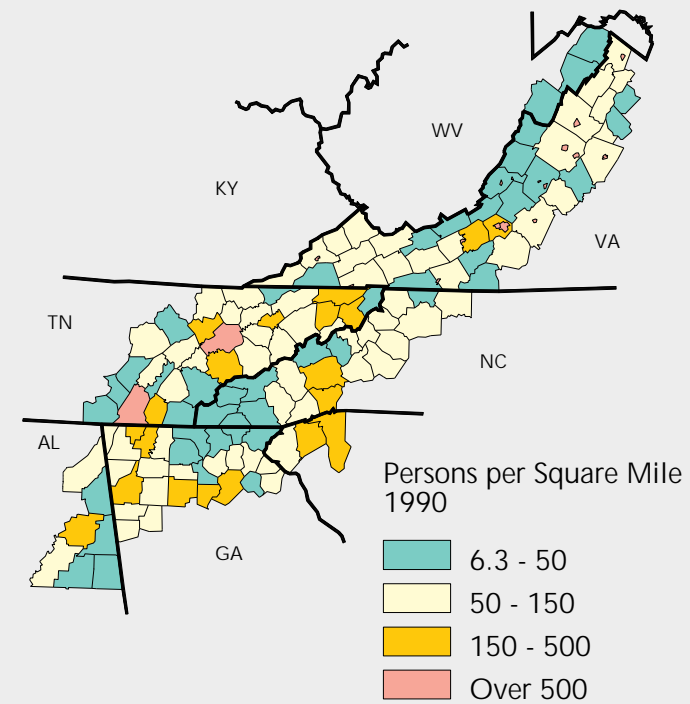 WV
KY
VA
TN
NC
AL
GA
Persons per Square Mile
1990
6.3 - 50
50 - 150
150 - 500
Over 500